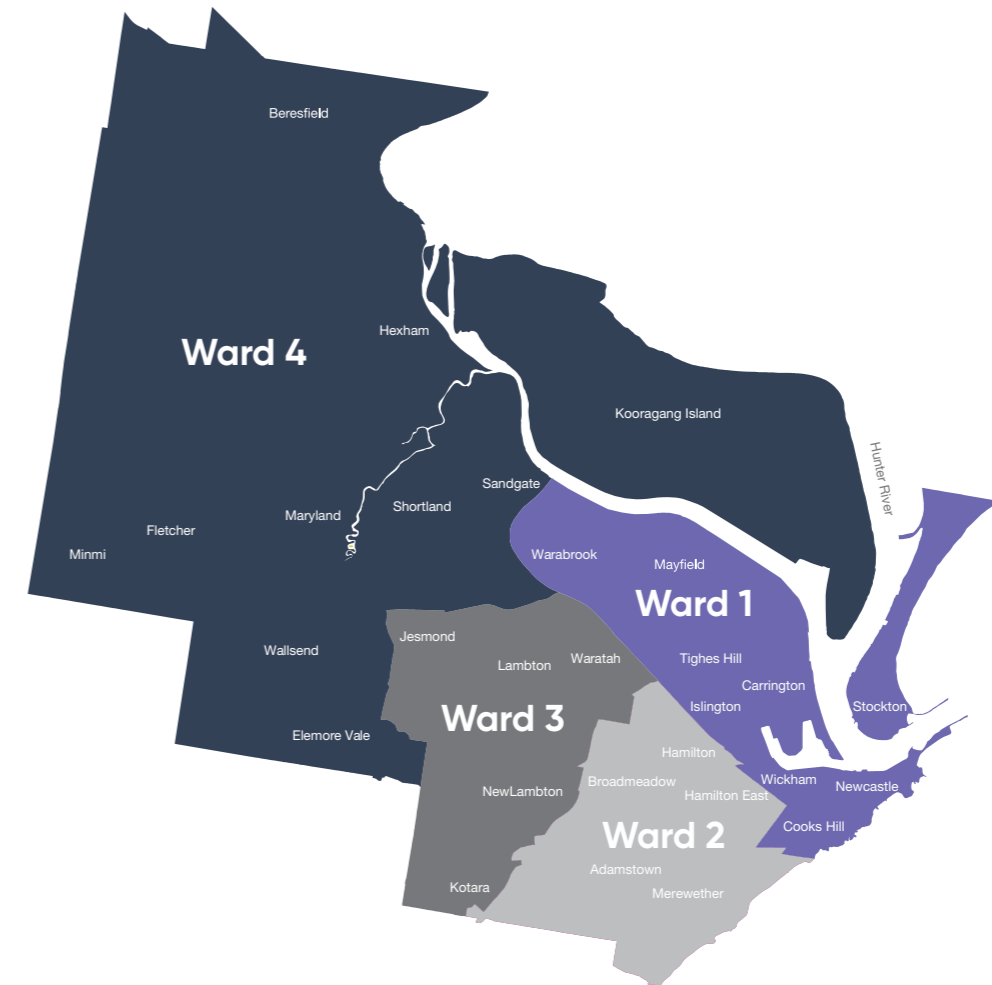 Beresfield
Hexham
Ward 4
Kooragang Island
Hunter River
Sandgate
Shortland
Maryland
Fletcher
Minmi
Warabrook
Mayfield
Ward 1
Jesmond
Wallsend
Lambton
Waratah
Tighes Hill
Carrington
Islington
Stockton
Ward 3
Elemore Vale
Hamilton
Broadmeadow
Wickham
Newcastle
NewLambton
Hamilton East
Cooks Hill
Ward 2
Adamstown
Kotara
Merewether